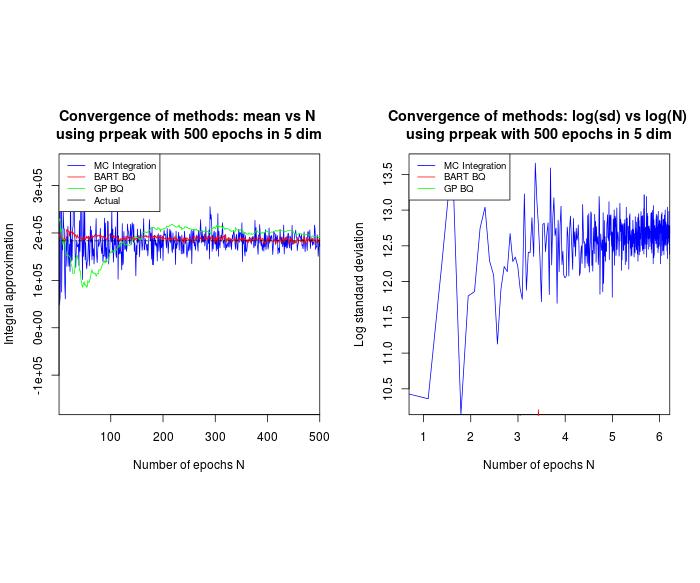 Convergence of methods: mean vs N
using prpeak with 500 epochs in 5 dim
MC Integration
BART BQ
GP BQ
Actual
Integral approximation
3e+05
2e+05
1e+05
0e+00
-1e+05
100 200 300 400 500
Number of epochs N
Convergence of methods: log(sd) vs log(N)
using prpeak with 500 epochs in 5 dim
MC Integration
BART BQ
GP BQ
Log standard deviation
13.5
13.0
12.5
12.0
11.5
11.0
10.5
1 2 3 4 5 6
Number of epochs N